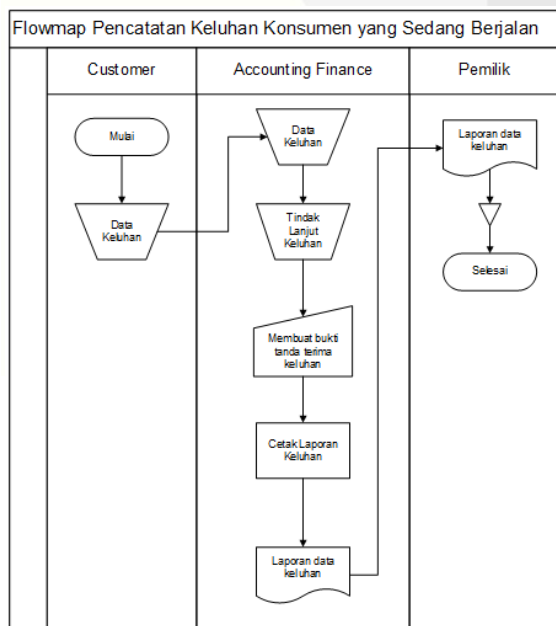 Flowmap Pencatatan Keluhan Konsumen yang Sedang Berjalan
Customer
Accounting Finance
Pemilik
Mulai
Data
Keluhan
Data
Keluhan
Tindak
Lanjut
Keluhan
Membuat bukti
tanda terima
keluhan
Cetak Laporan
Keluhan
Laporan data
keluhan
Laporan data
keluhan
Selesai